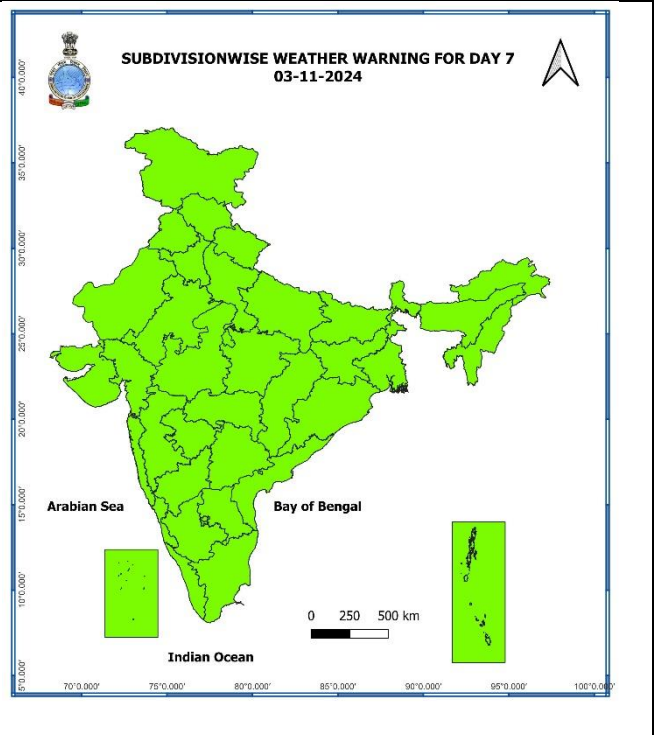 SUBDIVISIONWISE WEATHER WARNING FOR DAY 7
03-11-2024
40°0.000'
35°0.000'
30°0.000'
25°0.000'
20°0.000'
15°0.000'
10°0.000'
5°0.000'
Arabian Sea
Bay of Bengal
0 250 500 km
Indian Ocean
70°0.000' 75°0.000' 80°0.000' 85°0.000' 90°0.000' 95°0.000' 100°0.000'